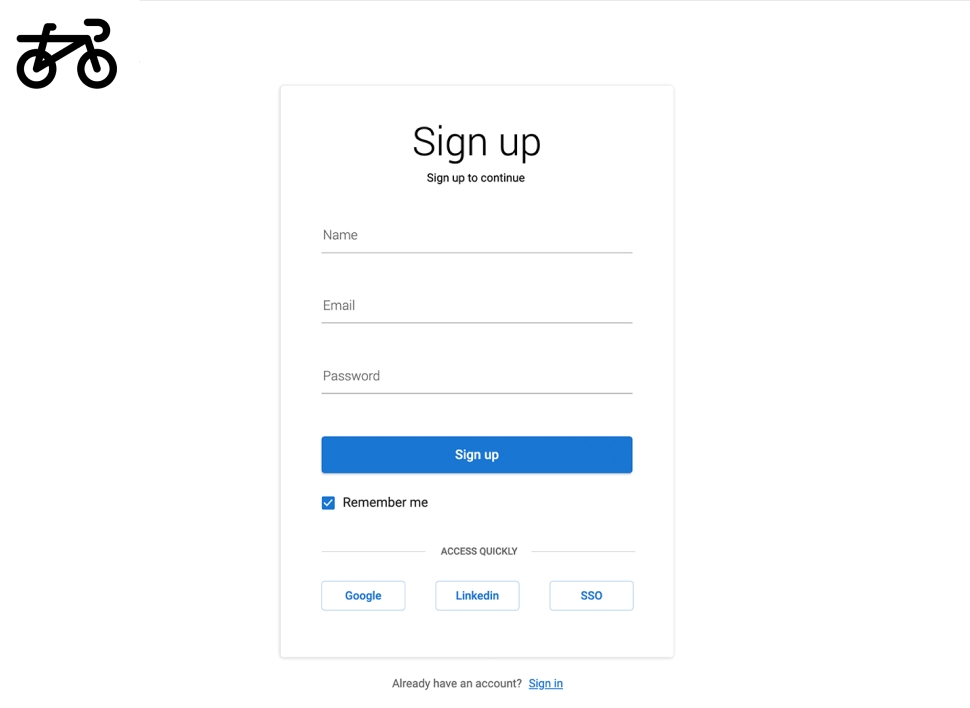 Sign up
Sign up to continue
Name
Email
Password
Sign up
Remember me
ACCESS QUICKLY
Google Linkedin SSO
Already have an account? Sign in